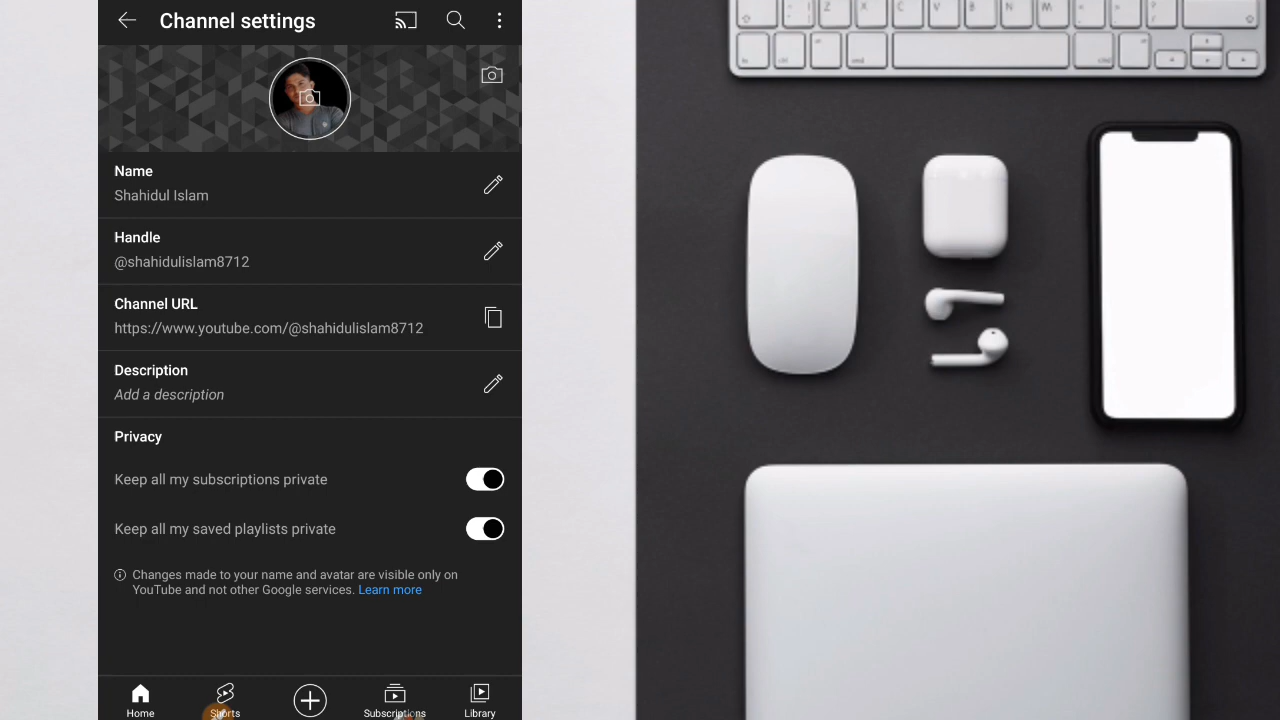 Channel settings
Name
Shahidul Islam
Handle
@shahidulislam8712
Channel URL
https://www.youtube.com/@shahidulislam8712
Description
Add a description
Privacy
Keep all my subscriptions private
Keep all my saved playlists private
Changes made to your name and avatar are visible only on
YouTube and not other Google services. Learn more
Home
Shorts
Subscriptions
Library
Z X C V B N M